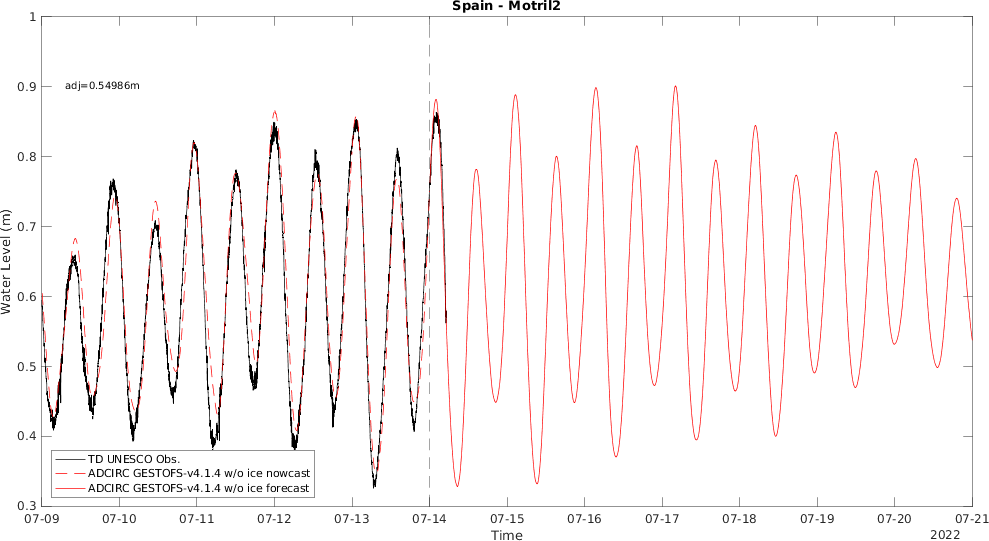 Spain - Motril2
1
0.9
0.8
0.7
0.6
0.5
0.4
0.3
Water Level (m)
adj=0.54986m
TD UNESCO Obs.
ADCIRC GESTOFS-v4.1.4 w/o ice nowcast
ADCIRC GESTOFS-v4.1.4 w/o ice forecast
07-09 07-10 07-11 07-12 07-13 07-14 07-15 07-16 07-17 07-18 07-19 07-20 07-21
Time
2022